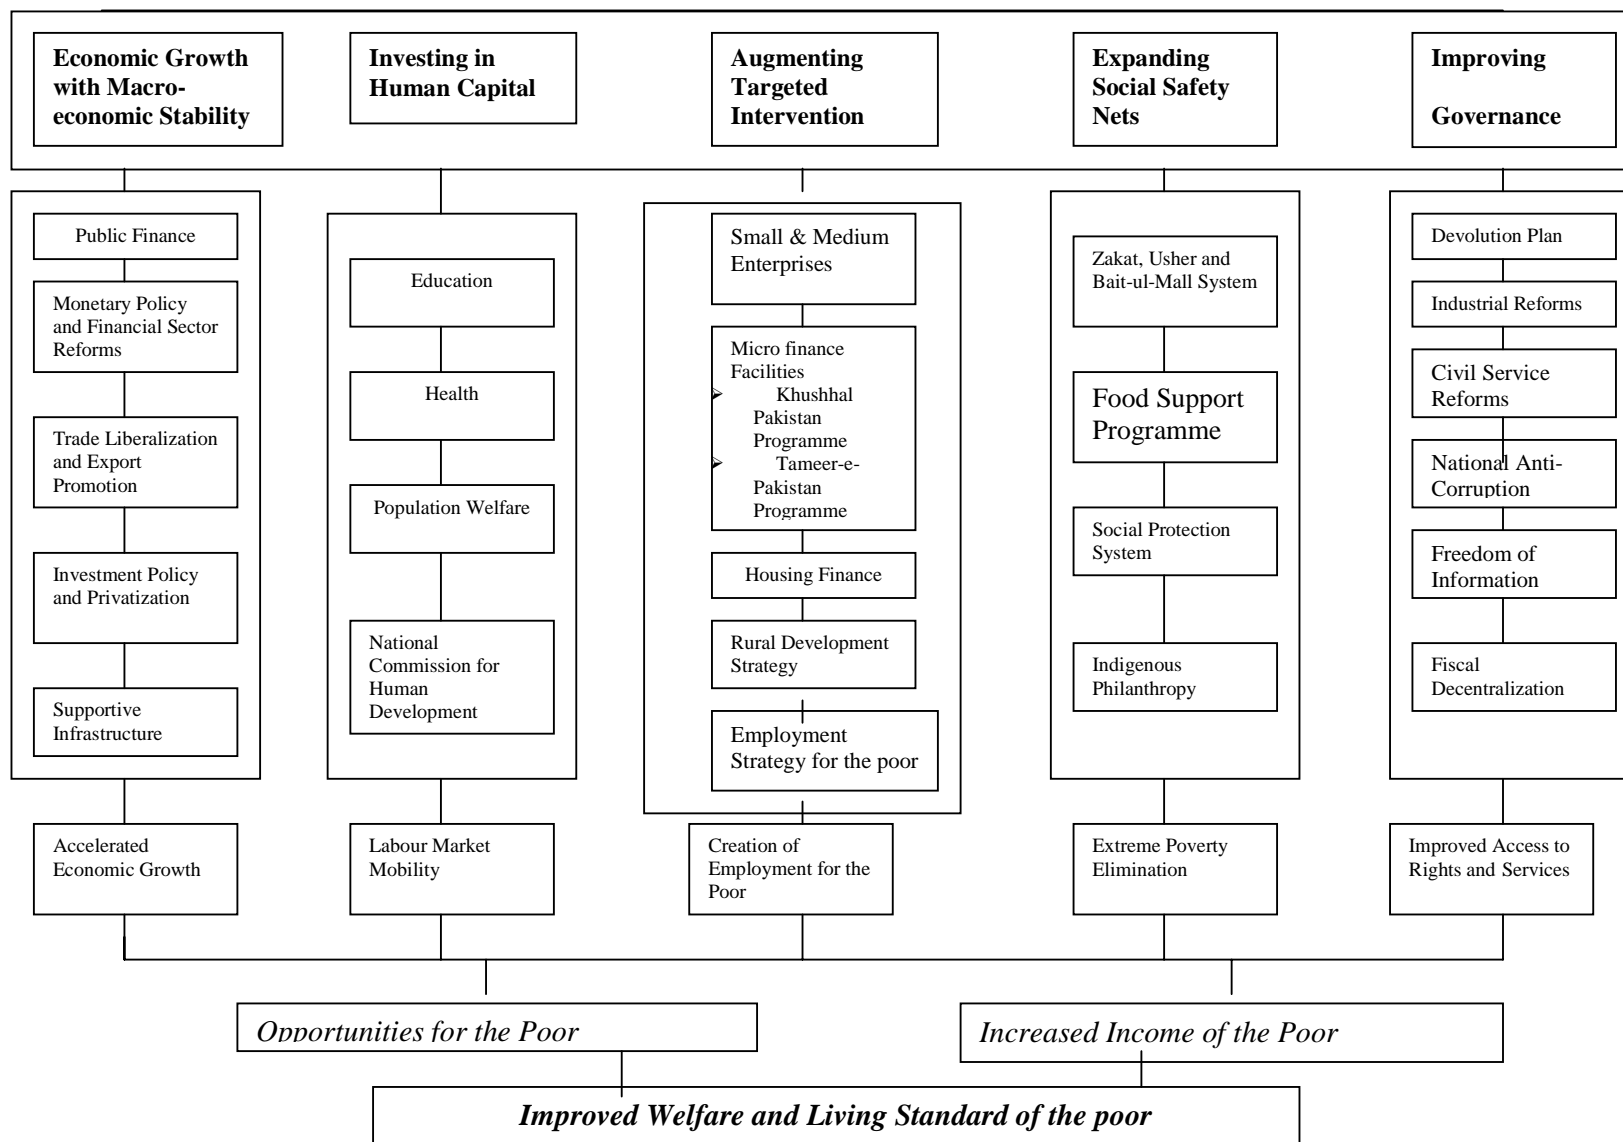 Economic Growth
with Macro-
economic Stability
Investing in
Human Capital
Augmenting
Targeted
Intervention
Expanding
Social Safety
Nets
Improving
Governance
Public Finance
Monetary Policy
and Financial Sector
Reforms
Trade Liberalization
and Export
Promotion
Investment Policy
and Privatization
Supportive
Infrastructure
Accelerated
Economic Growth
Education
Health
Population Welfare
National
Commission for
Human
Development
Labour Market
Mobility
Small & Medium
Enterprises
Micro finance
Facilities
➢ Khushhal
Pakistan
Programme
➢ Tameer-e-
Pakistan
Programme
Housing Finance
Rural Development
Strategy
Employment
Strategy for the poor
Creation of
Employment for the
Poor
Zakat, Usher and
Bait-ul-Mall System
Food Support
Programme
Social Protection
System
Indigenous
Philanthropy
Extreme Poverty
Elimination
Devolution Plan
Industrial Reforms
Civil Service
Reforms
National Anti-
Corruption
Freedom of
Information
Fiscal
Decentralization
Improved Access to
Rights and Services
Opportunities for the Poor
Increased Income of the Poor
Improved Welfare and Living Standard of the poor